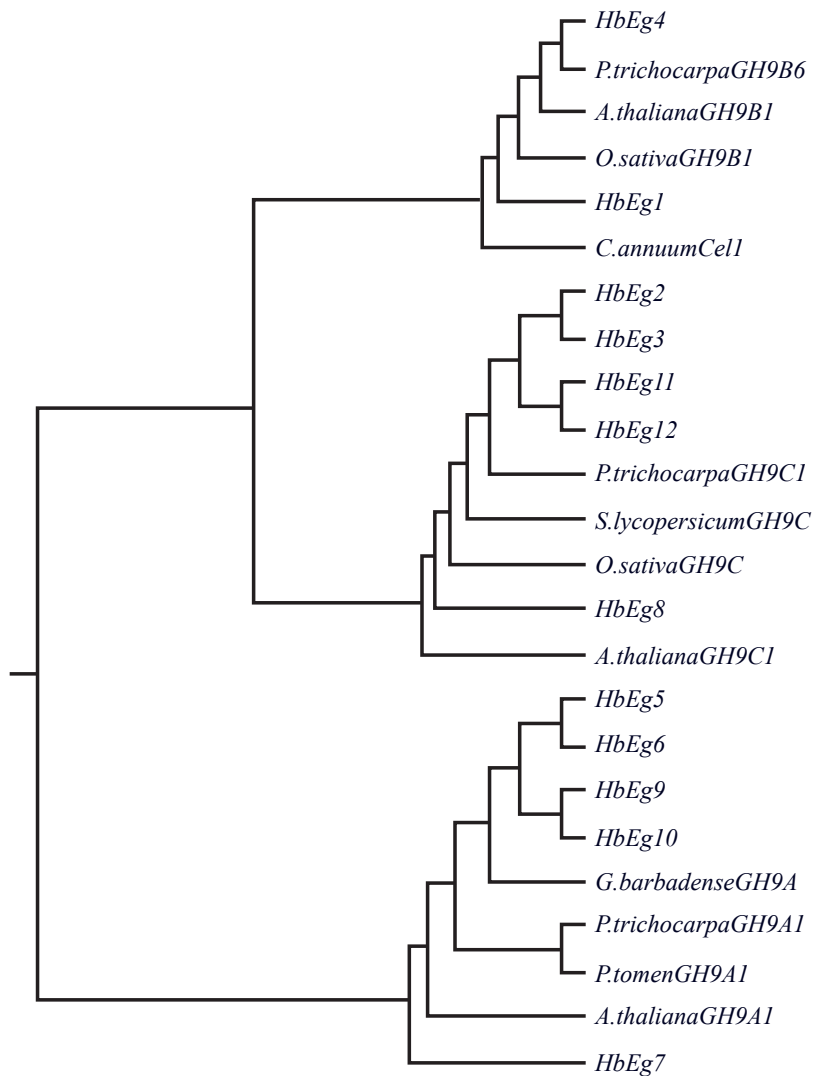 HbEg4
P.trichocarpaGH9B6
A.thalianaGH9B1
O.sativaGH9B1
HbEg1
C.annuumCel1
HbEg2
HbEg3
HbEg11
HbEg12
P.trichocarpaGH9C1
S.lycopersicumGH9C
O.sativaGH9C
HbEg8
A.thalianaGH9C1
HbEg5
HbEg6
HbEg9
HbEg10
G.barbadenseGH9A
P.trichocarpaGH9A1
P.tomenGH9A1
A.thalianaGH9A1
HbEg7